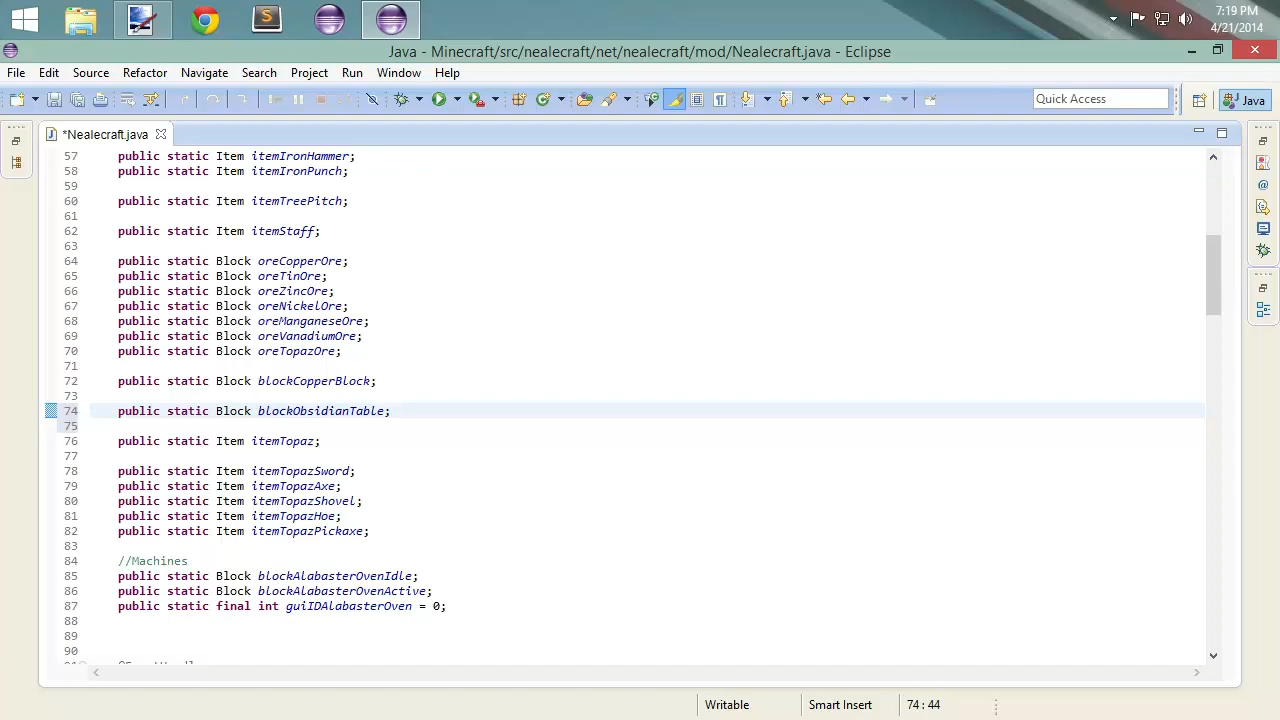 7:19 PM
4/21/2014
Java - Minecraft/src/nealecraft/net/nealecraft/mod/Nealecraft.java - Eclipse
File Edit Source Refactor Navigate Search Project Run Window Help
Quick Access
Java
*Nealecraft.java
57 public static Item itemIronHammer;
58 public static Item itemIronPunch;
59
60 public static Item itemTreePitch;
61
62 public static Item itemStaff;
63
64 public static Block oreCopperOre;
65 public static Block oreTinOre;
66 public static Block oreZincOre;
67 public static Block oreNickelOre;
68 public static Block oreManganeseOre;
69 public static Block oreVanadiumOre;
70 public static Block oreTopazOre;
71
72 public static Block blockCopperBlock;
73
74 public static Block blockObsidianTable;
75
76 public static Item itemTopaz;
77
78 public static Item itemTopazSword;
79 public static Item itemTopazAxe;
80 public static Item itemTopazShovel;
81 public static Item itemTopazHoe;
82 public static Item itemTopazPickaxe;
83
84 //Machines
85 public static Block blockAlabasterOvenIdle;
86 public static Block blockAlabasterOvenActive;
87 public static final int guiIDAlabasterOven = 0;
88
89
90
Writable Smart Insert 74 : 44